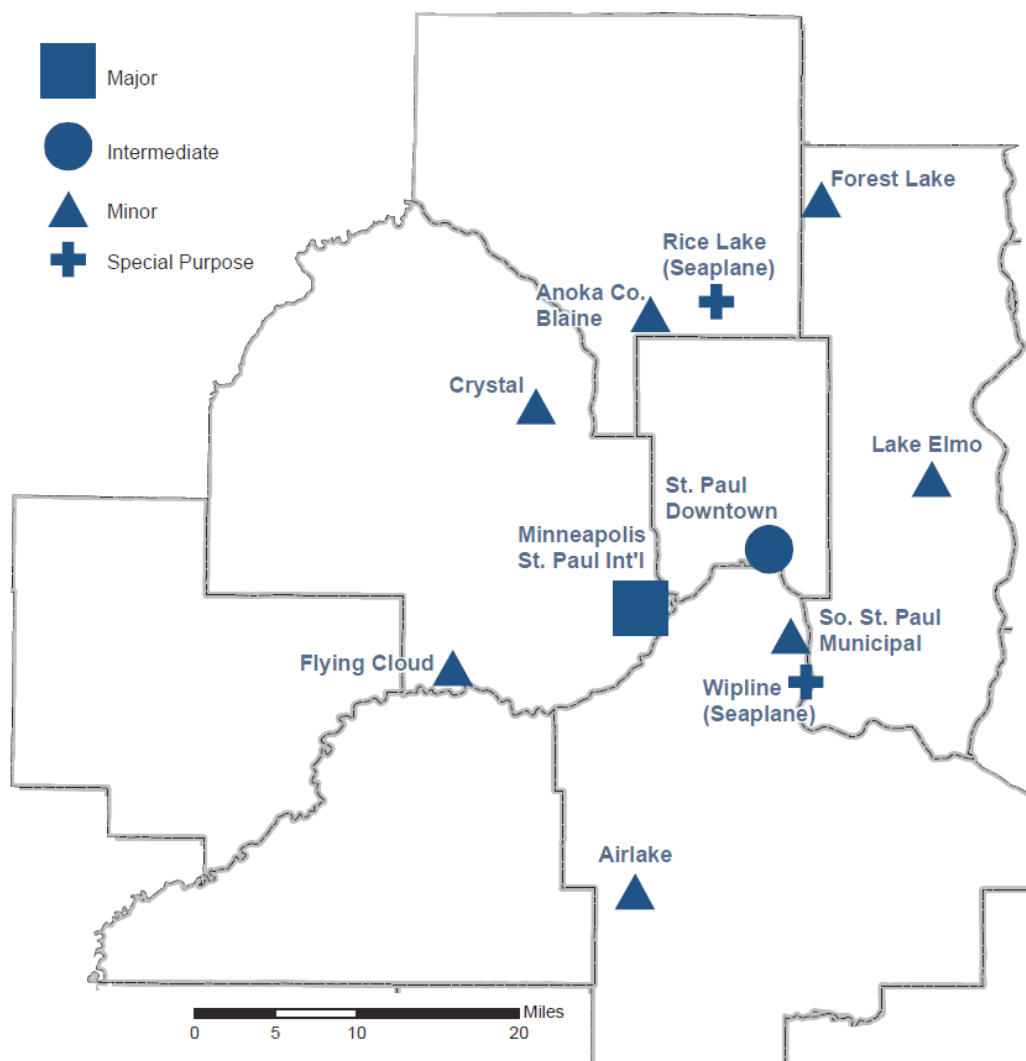 Major
Intermediate
Minor
Special Purpose
Forest Lake
Rice Lake
(Seaplane)
Anoka Co.
Blaine
Crystal
Lake Elmo
St. Paul
Downtown
Minneapolis
St. Paul Int'l
So. St. Paul
Municipal
Flying Cloud
Wipline
(Seaplane)
Airlake
Miles
0 5 10 20